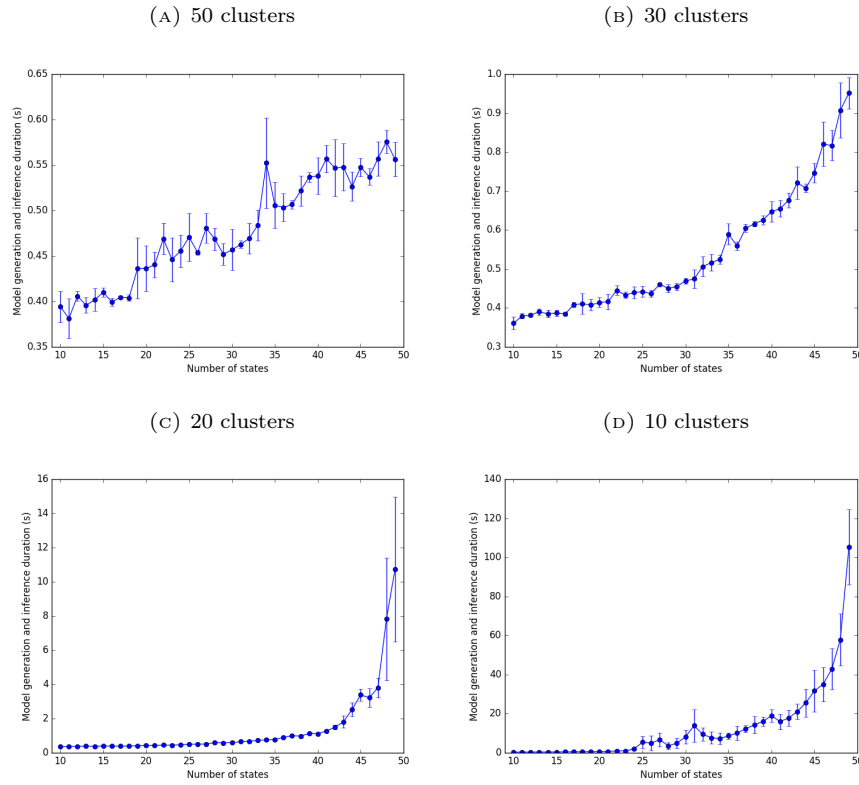 (A) 50 clusters
0.65
0.60
0.55
0.50
0.45
0.40
0.35
10 15 20 25 30 35 40 45 50
Number of states
Model generation and inference duration (s)
(B) 30 clusters
1.0
0.9
0.8
0.7
0.6
0.5
0.4
0.3
10 15 20 25 30 35 40 45 50
Number of states
Model generation and inference duration (s)
(C) 20 clusters
16
14
12
10
8
6
4
2
0
10 15 20 25 30 35 40 45 50
Number of states
Model generation and inference duration (s)
(D) 10 clusters
140
120
100
80
60
40
20
0
10 15 20 25 30 35 40 45 50
Number of states
Model generation and inference duration (s)